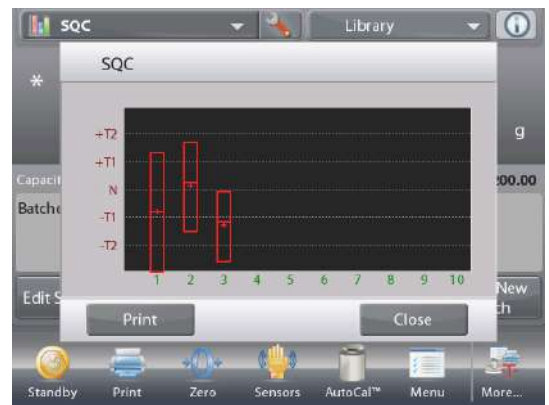 SQC
Library
SQC
*
+T2
+T1
N
-T1
-T2
1 2 3 4 5 6 7 8 9 10
g
Capacit
200.00
Batche
Edit S
New
ch
Print
Close
Standby
Print
Zero
Sensors
AutoCal™
Menu
More...